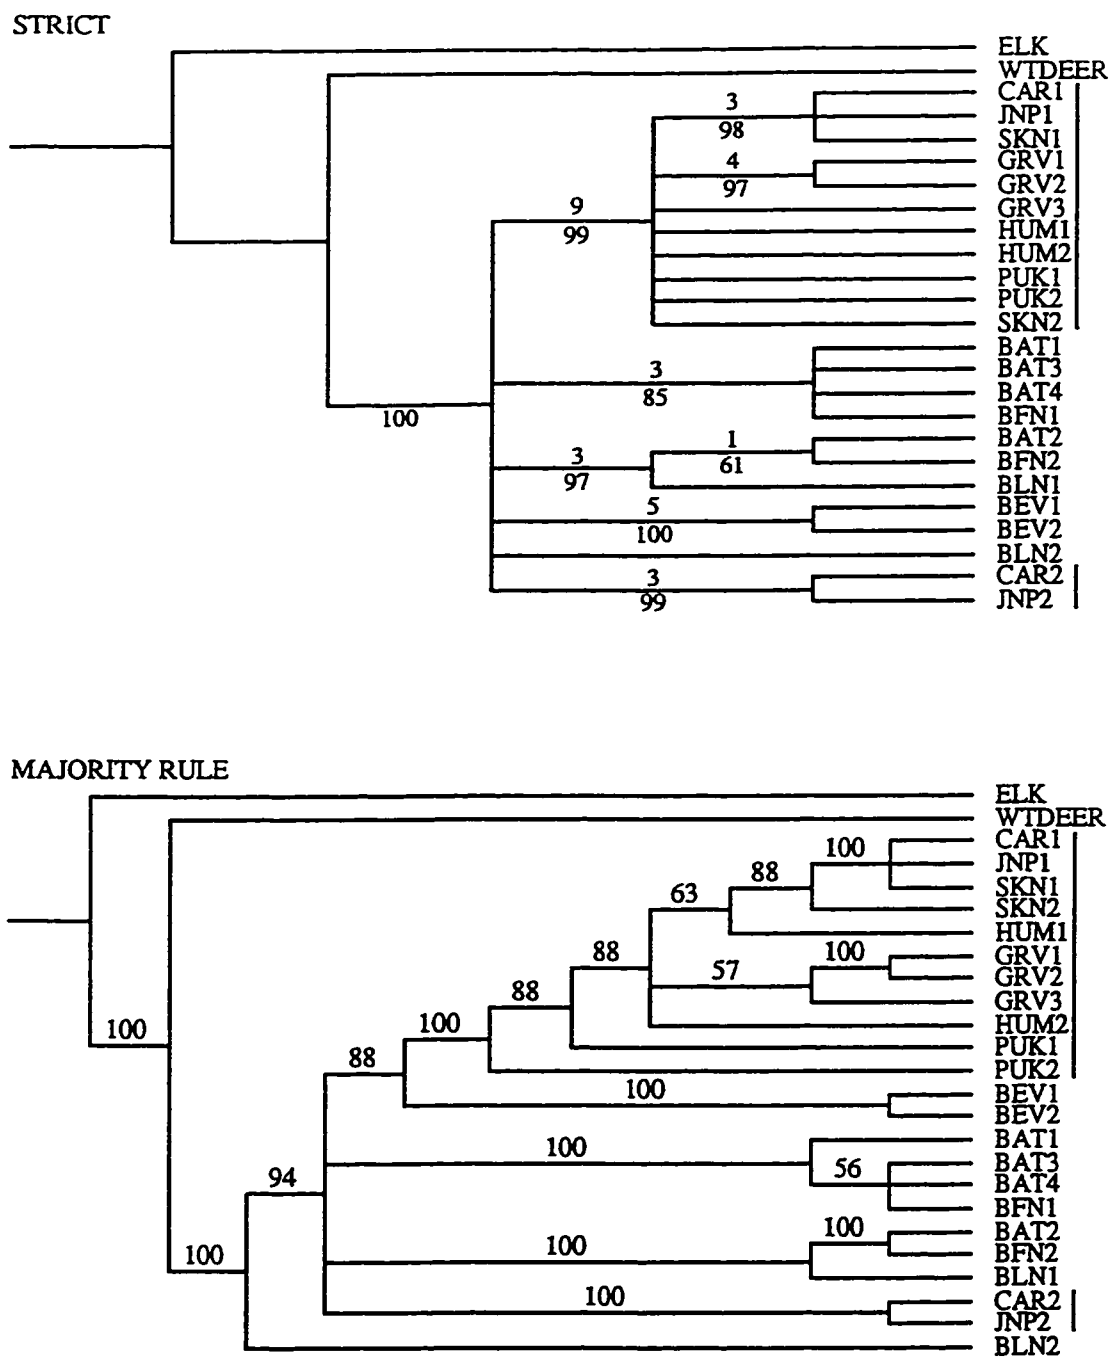 STRICT
ELK
WTDEER
CAR1
3
JNP1
98
SKN1
GRV1
4
GRV2
97
GRV3
9
HUM1
99
HUM2
PUK1
PUK2
SKN2
BAT1
BAT3
3
BAT4
85
BFN1
100
BAT2
1
BFN2
61
3
BLN1
97
BEV1
5
BEV2
100
BLN2
CAR2
3
JNP2
99
MAJORITY RULE
ELK
WTDEER
CAR1
100
JNP1
88
SKN1
63
SKN2
HUM1
100
GRV1
88
57
GRV2
88
GRV3
100
HUM2
100
PUK1
88
PUK2
100
BEV1
BEV2
BAT1
100
BAT3
56
BAT4
94
BFN1
100
BAT2
100
BFN2
100
BLN1
100
CAR2
JNP2
BLN2